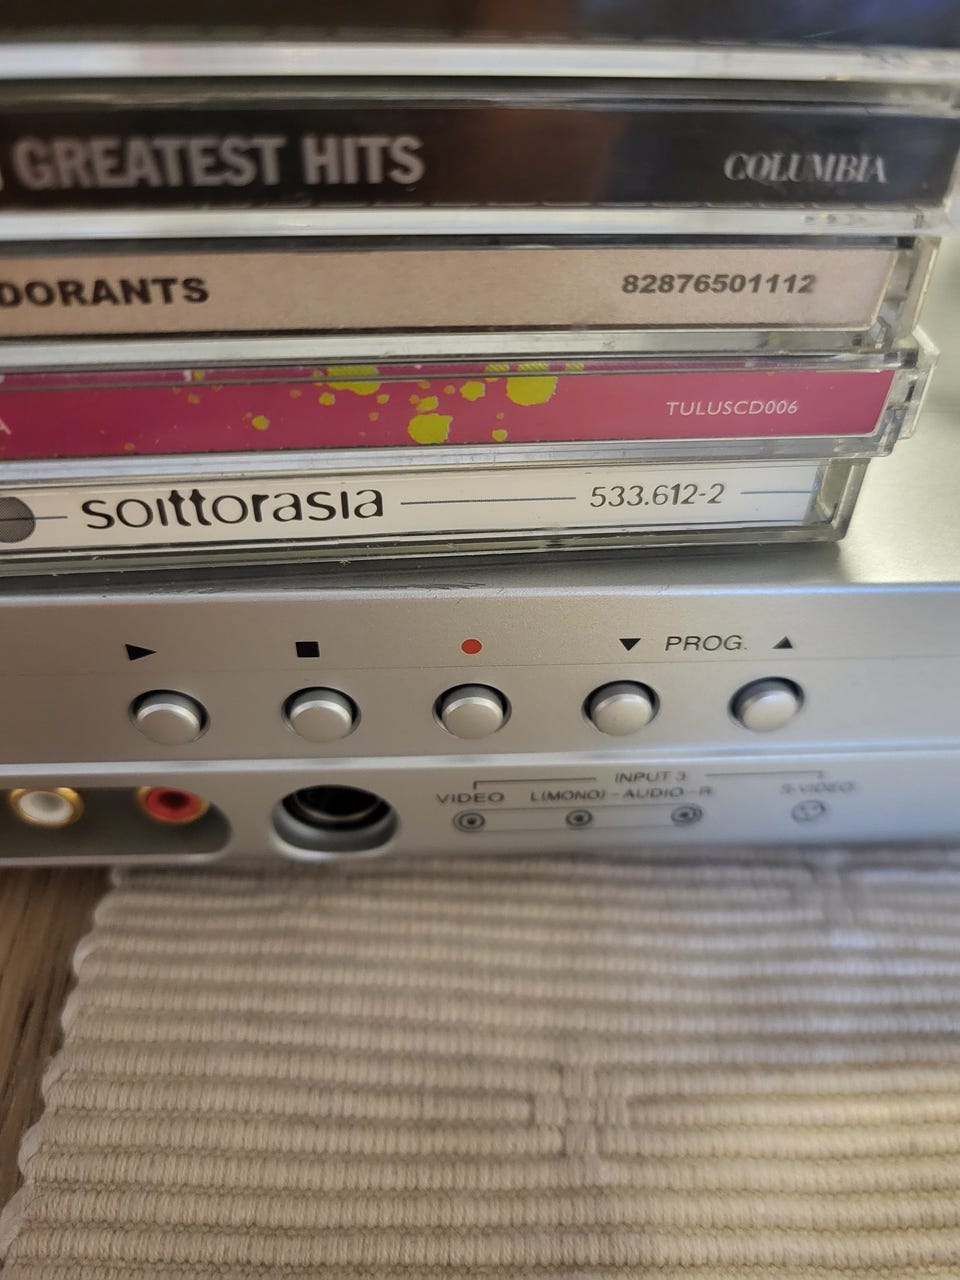 GREATEST HITS COLUMBIA
DORANTS 82876501112
A TULUSCD006
soittorasia 533.612-2
PROG.
INPUT 3
VIDEO L(MONO)-AUDIO-R S-VIDEO